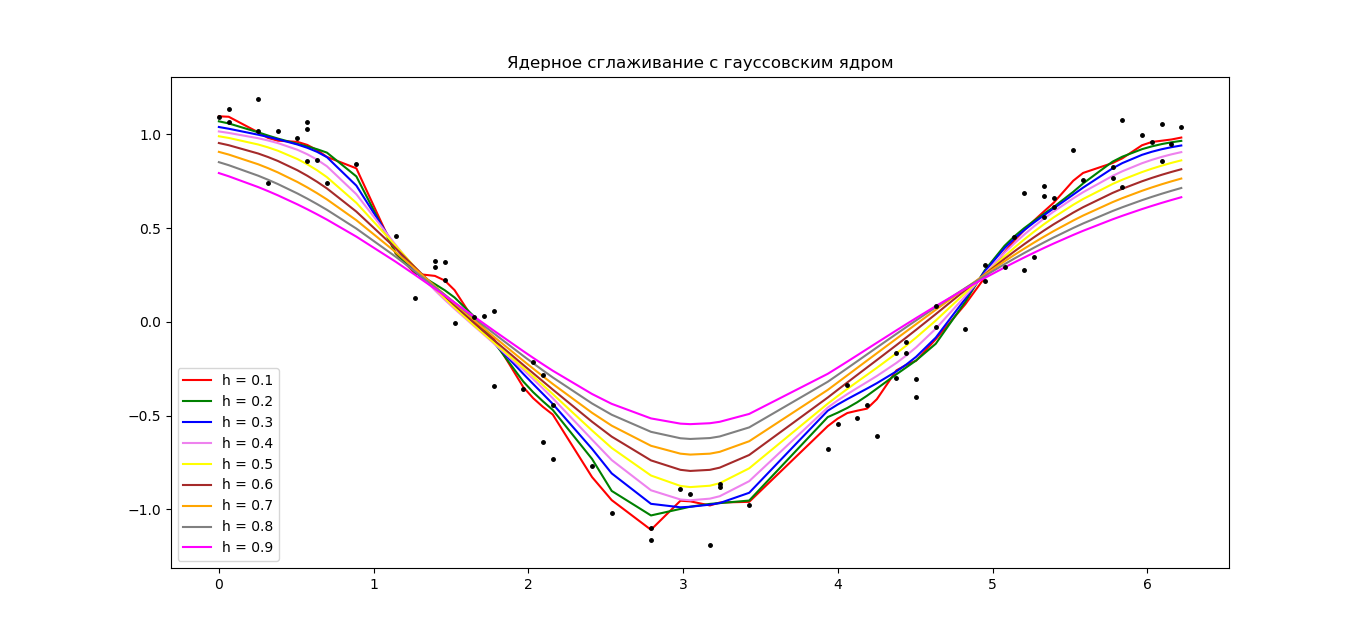 Ядерное сглаживание с гауссовским ядром
1.0
0.5
0.0
−0.5
−1.0
h = 0.1
h = 0.2
h = 0.3
h = 0.4
h = 0.5
h = 0.6
h = 0.7
h = 0.8
h = 0.9
0 1 2 3 4 5 6